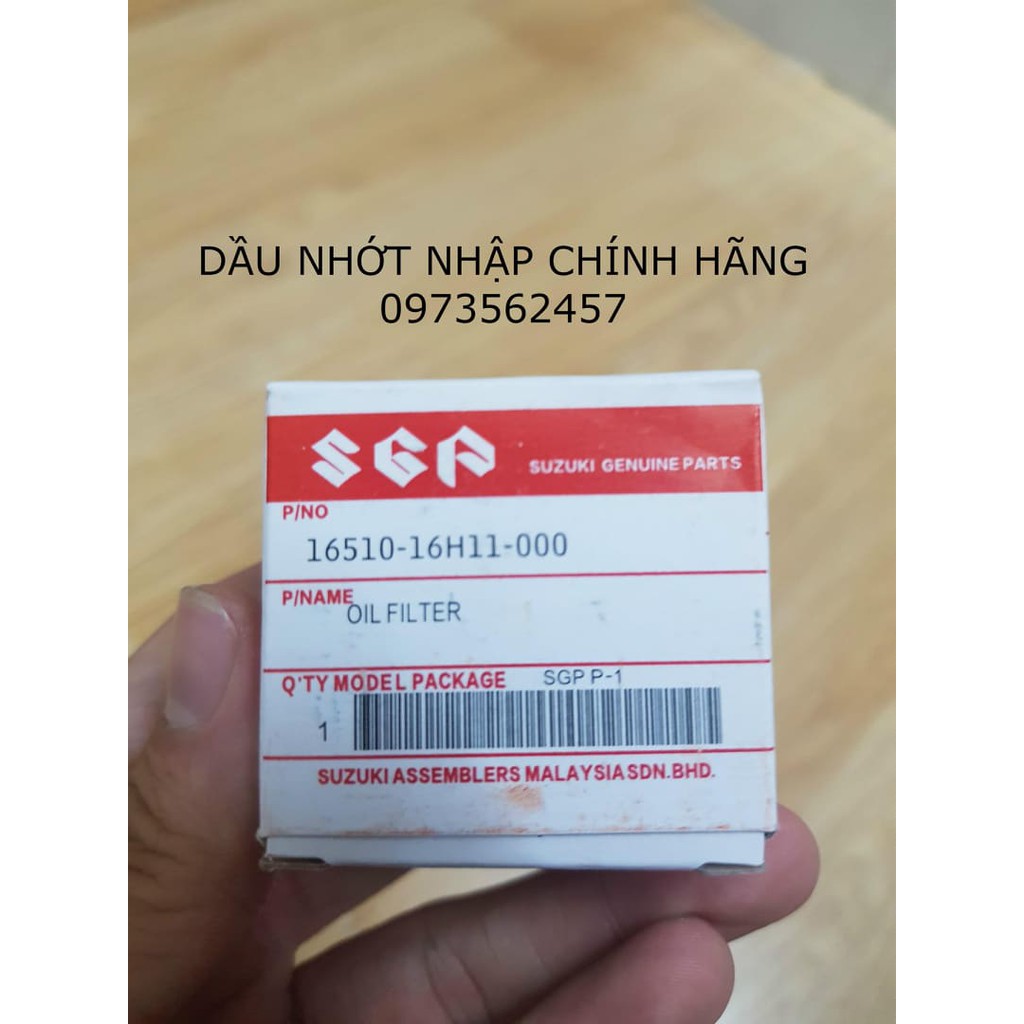 DẦU NHỚT NHẬP CHÍNH HÃNG
0973562457
SGP SUZUKI GENUINE PARTS
P/NO
16510-16H11-000
P/NAME
OIL FILTER
Q'TY MODEL PACKAGE SGP P-1
1
SUZUKI ASSEMBLERS MALAYSIA SDN.BHD.